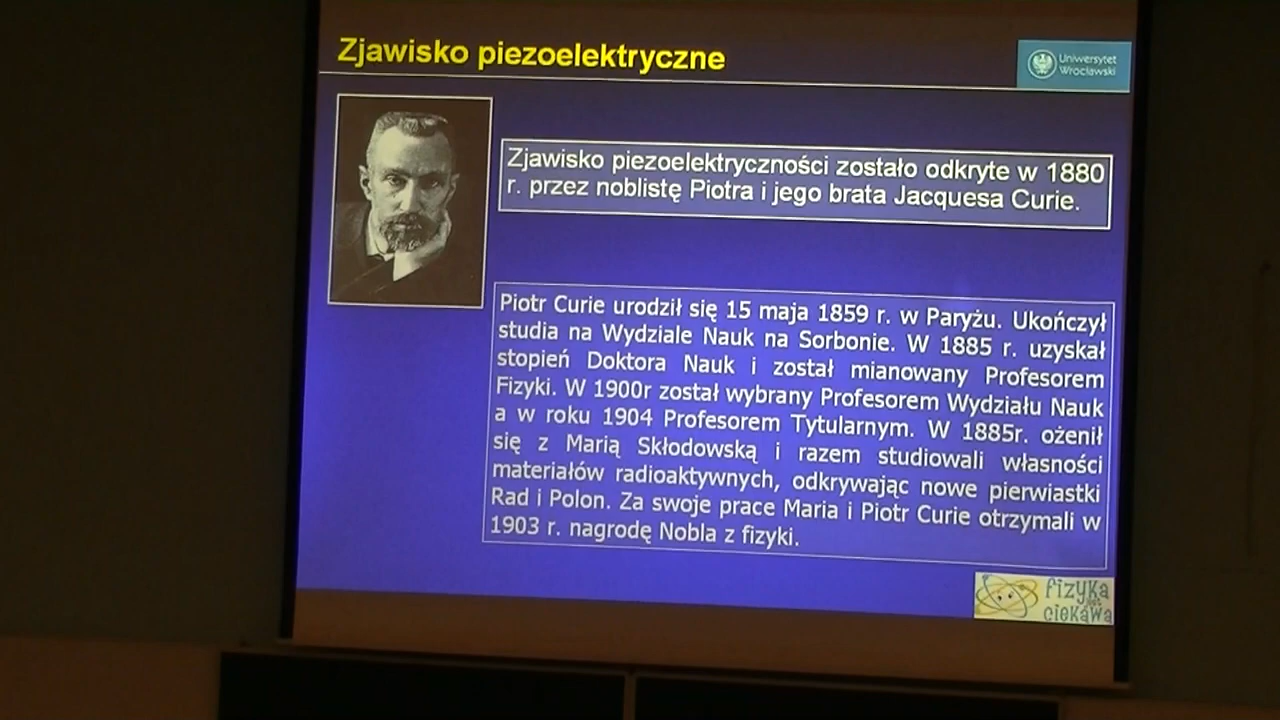 Zjawisko piezoelektryczne
Uniwersytet
Wrocławski
Zjawisko piezoelektryczności zostało odkryte w 1880
r. przez noblistę Piotra i jego brata Jacquesa Curie.
Piotr Curie urodził się 15 maja 1859 r. w Paryżu. Ukończył
studia na Wydziale Nauk na Sorbonie. W 1885 r. uzyskał
stopień Doktora Nauk i został mianowany Profesorem
Fizyki. W 1900r został wybrany Profesorem Wydziału Nauk
a w roku 1904 Profesorem Tytularnym. W 1885r. ożenił
się z Marią Skłodowską i razem studiowali własności
materiałów radioaktywnych, odkrywając nowe pierwiastki
Rad i Polon. Za swoje prace Maria i Piotr Curie otrzymali w
1903 r. nagrodę Nobla z fizyki.
fizyka
ciekawa